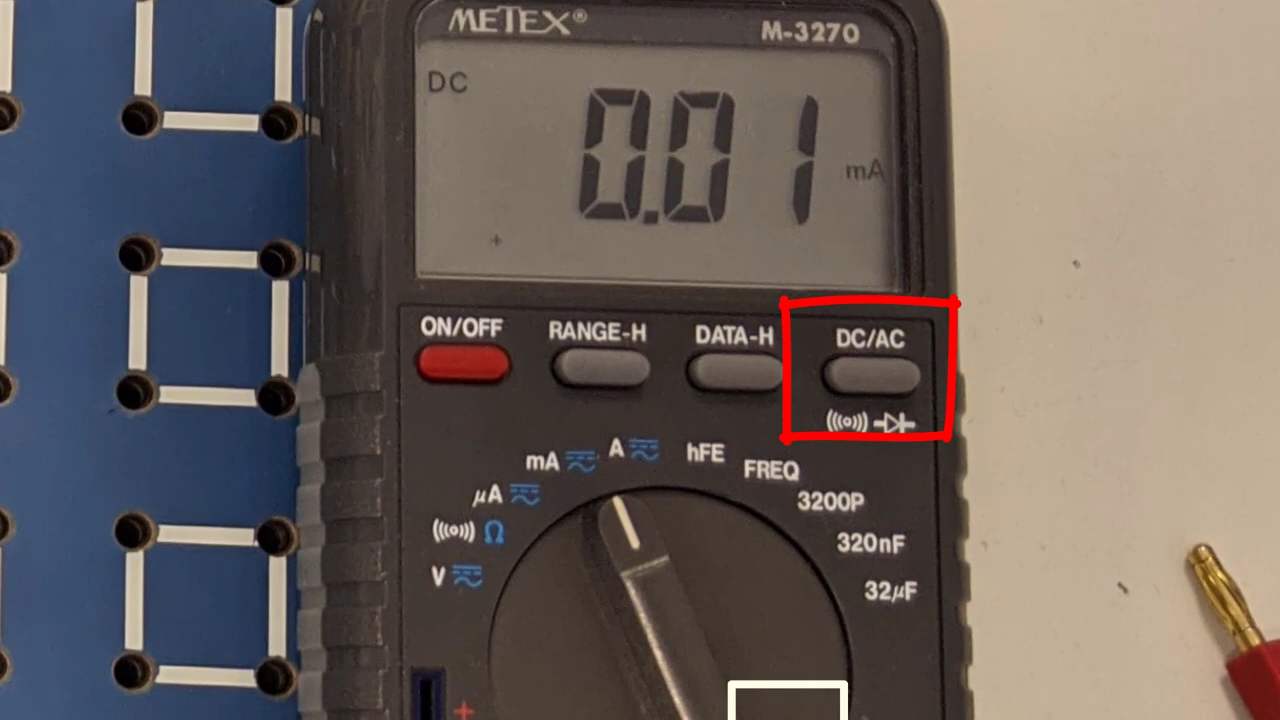 METEX® M-3270
DC
0.01 mA
+
ON/OFF RANGE-H DATA-H DC/AC
mA A hFE FREQ
µA 3200P
Ω 320nF
V 32µF
+